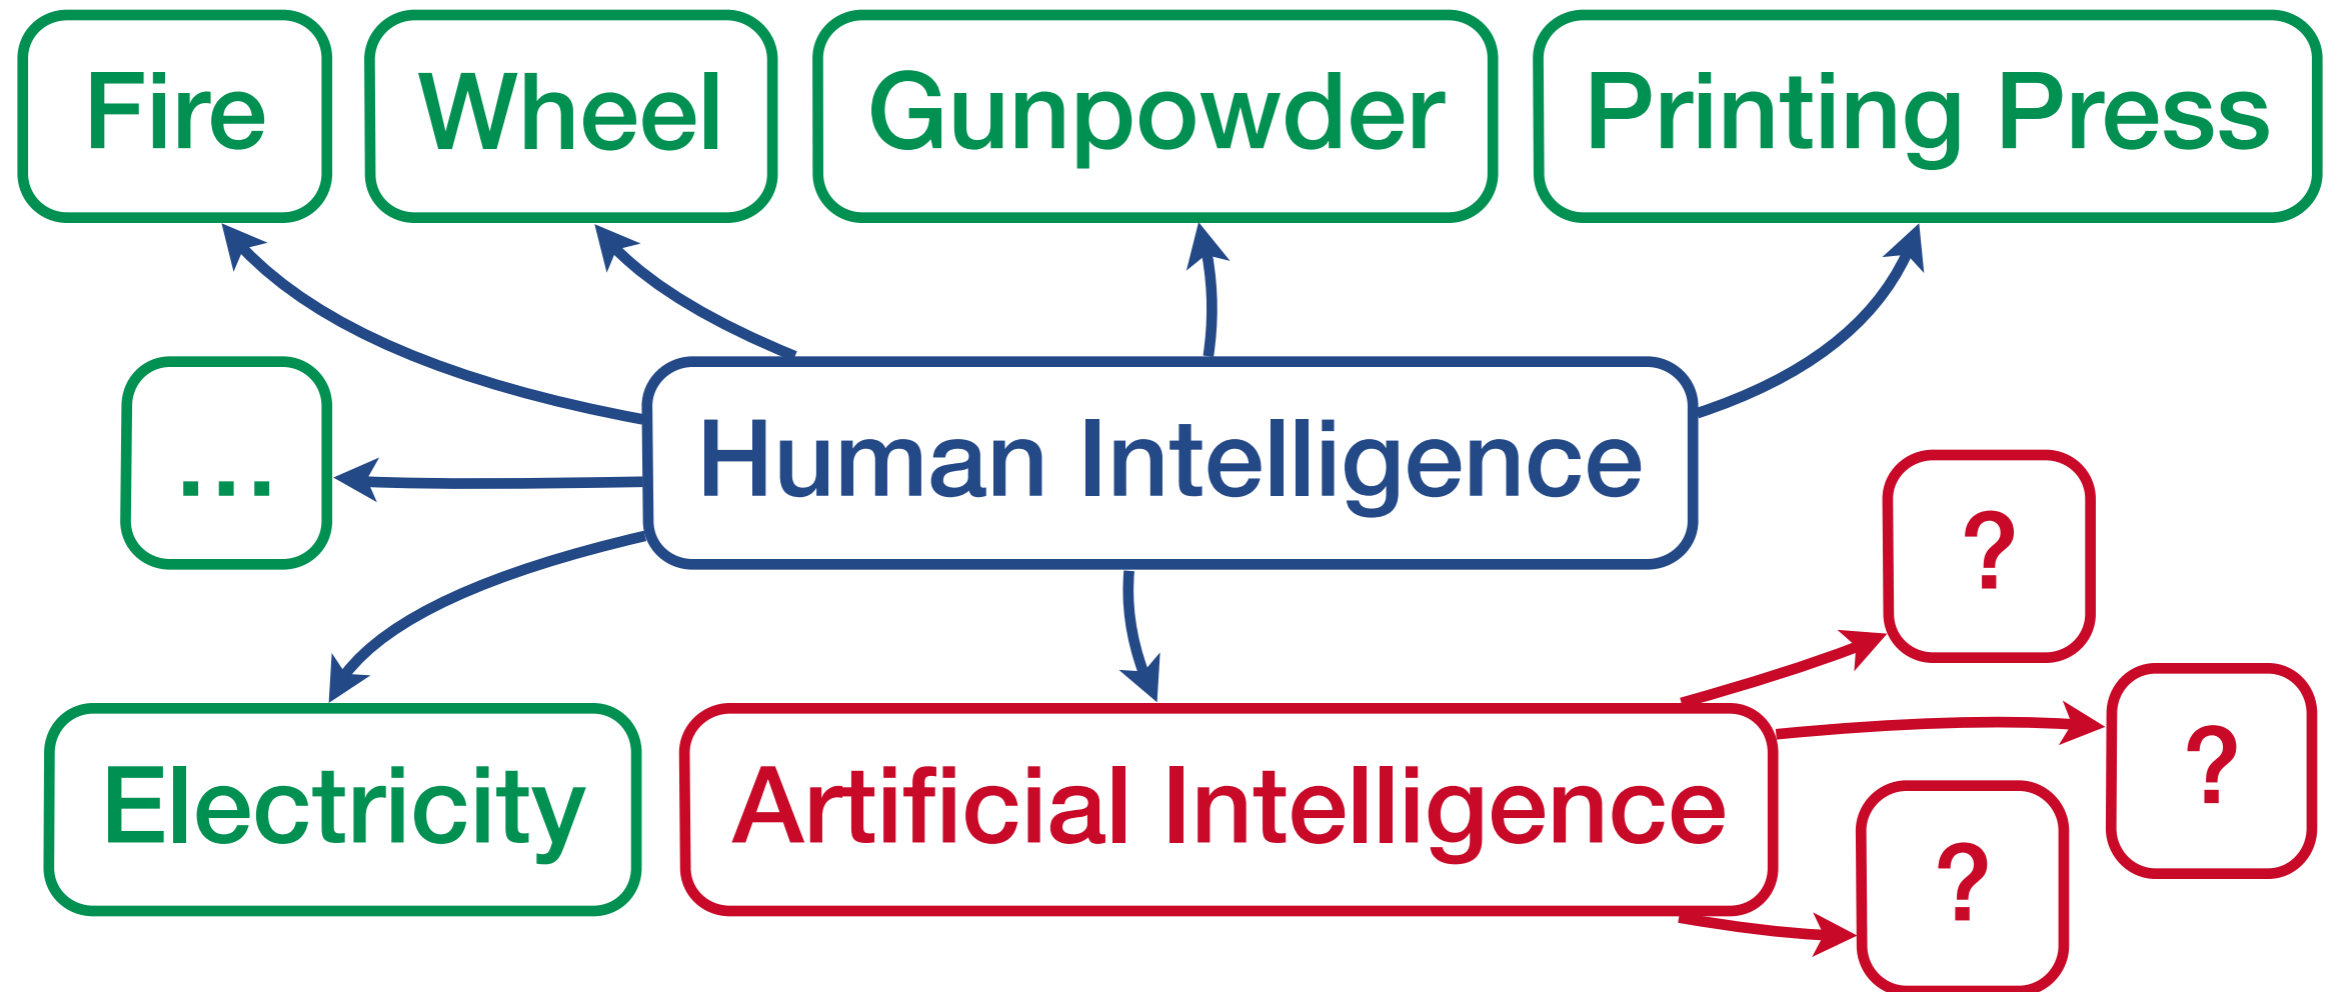 Fire
Wheel
Gunpowder
Printing Press
...
Human Intelligence
?
Electricity
Artificial Intelligence
?
?